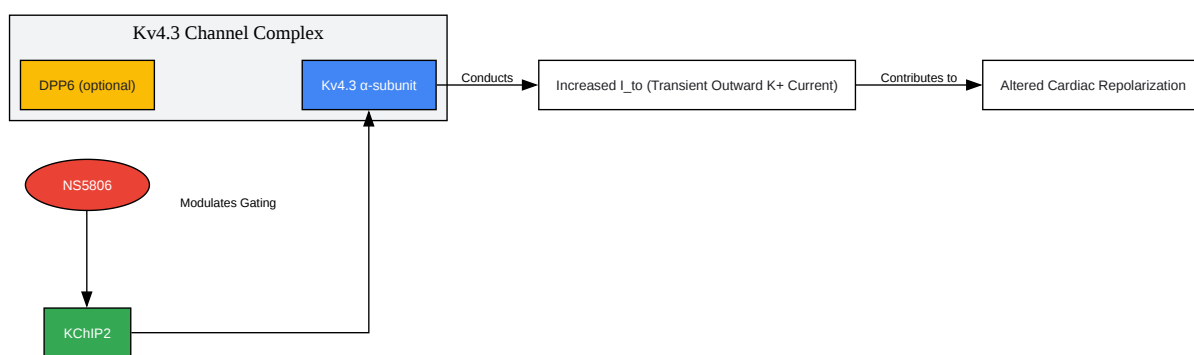 Kv4.3 Channel Complex
DPP6 (optional)
Kv4.3 α-subunit
Conducts
Increased I_to (Transient Outward K+ Current)
Contributes to
Altered Cardiac Repolarization
NS5806
Modulates Gating
KChIP2